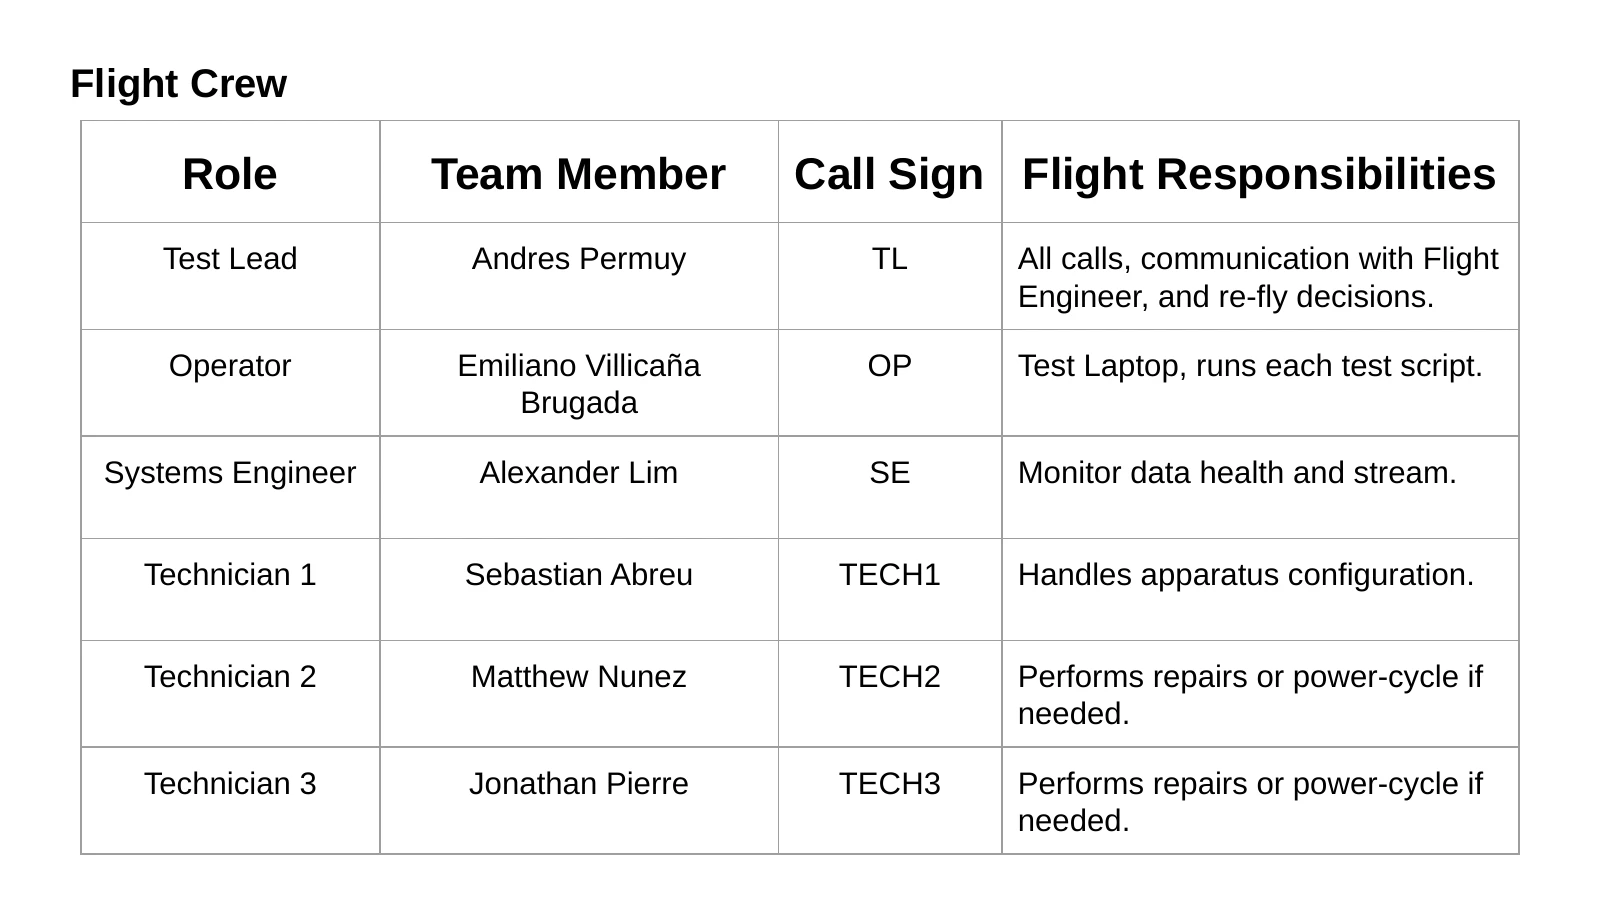 Flight Crew
Role Team Member Call Sign Flight Responsibilities
Test Lead Andres Permuy TL All calls, communication with Flight
Engineer, and re-fly decisions.
Operator Emiliano Villicaña OP Test Laptop, runs each test script.
Brugada
Systems Engineer Alexander Lim SE Monitor data health and stream.
Technician 1 Sebastian Abreu TECH1 Handles apparatus configuration.
Technician 2 Matthew Nunez TECH2 Performs repairs or power-cycle if
needed.
Technician 3 Jonathan Pierre TECH3 Performs repairs or power-cycle if
needed.